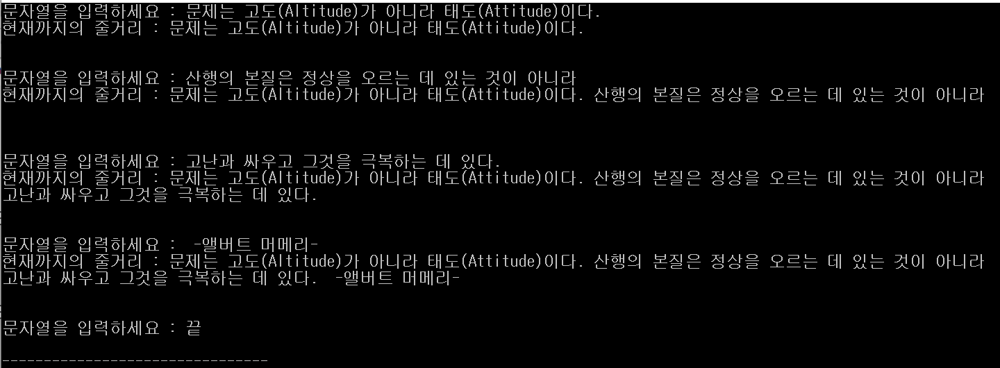 문자열을 입력하세요 : 문제는 고도(Altitude)가 아니라 태도(Attitude)이다.
현재까지의 줄거리 : 문제는 고도(Altitude)가 아니라 태도(Attitude)이다.
문자열을 입력하세요 : 산행의 본질은 정상을 오르는 데 있는 것이 아니라
현재까지의 줄거리 : 문제는 고도(Altitude)가 아니라 태도(Attitude)이다. 산행의 본질은 정상을 오르는 데 있는 것이 아니라
문자열을 입력하세요 : 고난과 싸우고 그것을 극복하는 데 있다.
현재까지의 줄거리 : 문제는 고도(Altitude)가 아니라 태도(Attitude)이다. 산행의 본질은 정상을 오르는 데 있는 것이 아니라
고난과 싸우고 그것을 극복하는 데 있다.
문자열을 입력하세요 :  -앨버트 머메리-
현재까지의 줄거리 : 문제는 고도(Altitude)가 아니라 태도(Attitude)이다. 산행의 본질은 정상을 오르는 데 있는 것이 아니라
고난과 싸우고 그것을 극복하는 데 있다.  -앨버트 머메리-
문자열을 입력하세요 : 끝
--------------------------------